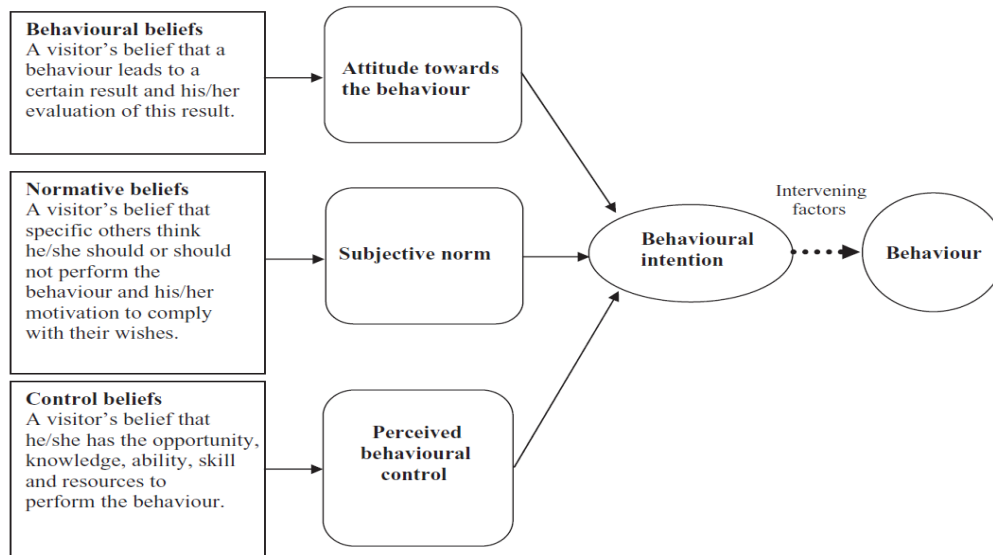 Behavioural beliefs
A visitor's belief that a
behaviour leads to a
certain result and his/her
evaluation of this result.
Attitude towards
the behaviour
Normative beliefs
A visitor's belief that
specific others think
he/she should or should
not perform the
behaviour and his/her
motivation to comply
with their wishes.
Subjective norm
Behavioural
intention
Intervening
factors
Behaviour
Control beliefs
A visitor's belief that
he/she has the opportunity,
knowledge, ability, skill
and resources to
perform the behaviour.
Perceived
behavioural
control